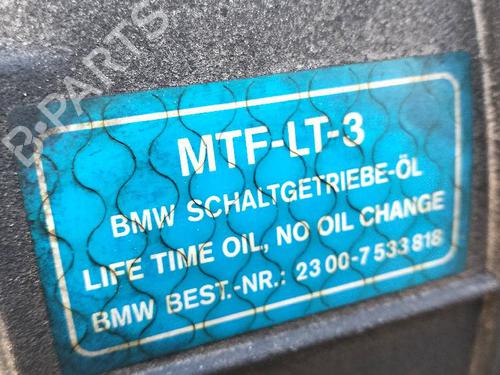 B-PARTS
MTF-LT-3
BMW SCHALTGETRIEBE-ÖL
LIFE TIME OIL, NO OIL CHANGE
BMW BEST.-NR.: 23 00-7 533 818